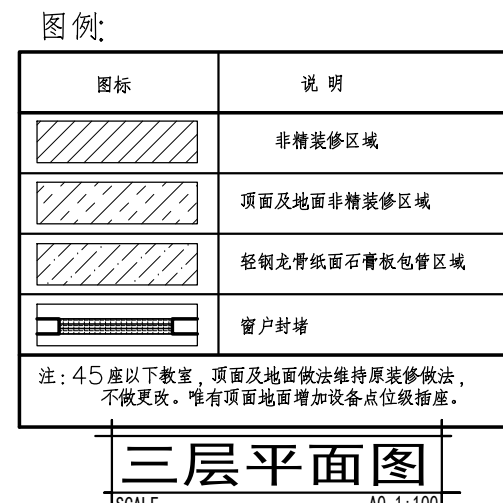 图例:
图标 说 明
非精装修区域
顶面及地面非精装修区域
轻钢龙骨纸面石膏板包管区域
窗户封堵
注：45座以下教室，顶面及地面做法维持原装修做法，
不做更改。唯有顶面地面增加设备点位级插座。
三层平面图
SCALE A0 1:100